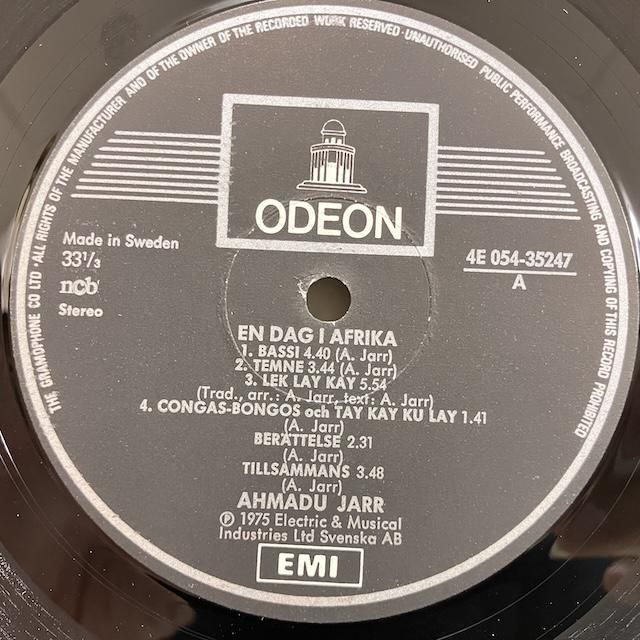 THE GRAMOPHONE CO LTD · ALL RIGHTS OF THE MANUFACTURER AND OF THE OWNER OF THE RECORDED WORK RESERVED · UNAUTHORISED PUBLIC PERFORMANCE BROADCASTING AND COPYING OF THIS RECORD PROHIBITED
ODEON
Made in Sweden
33⅓
ncb
Stereo
4E 054-35247
A
EN DAG I AFRIKA
1. BASSI 4.40 (A. Jarr)
2. TEMNE 3.44 (A. Jarr)
3. LEK LAY KAY 5.54
(Trad., arr.: A. Jarr, text: A. Jarr)
4. CONGAS-BONGOS och TAY KAY KU LAY 1.41
(A. Jarr)
BERÄTTELSE 2.31
(A. Jarr)
TILLSAMMANS 3.48
(A. Jarr)
AHMADU JARR
℗ 1975 Electric & Musical
Industries Ltd Svenska AB
EMI